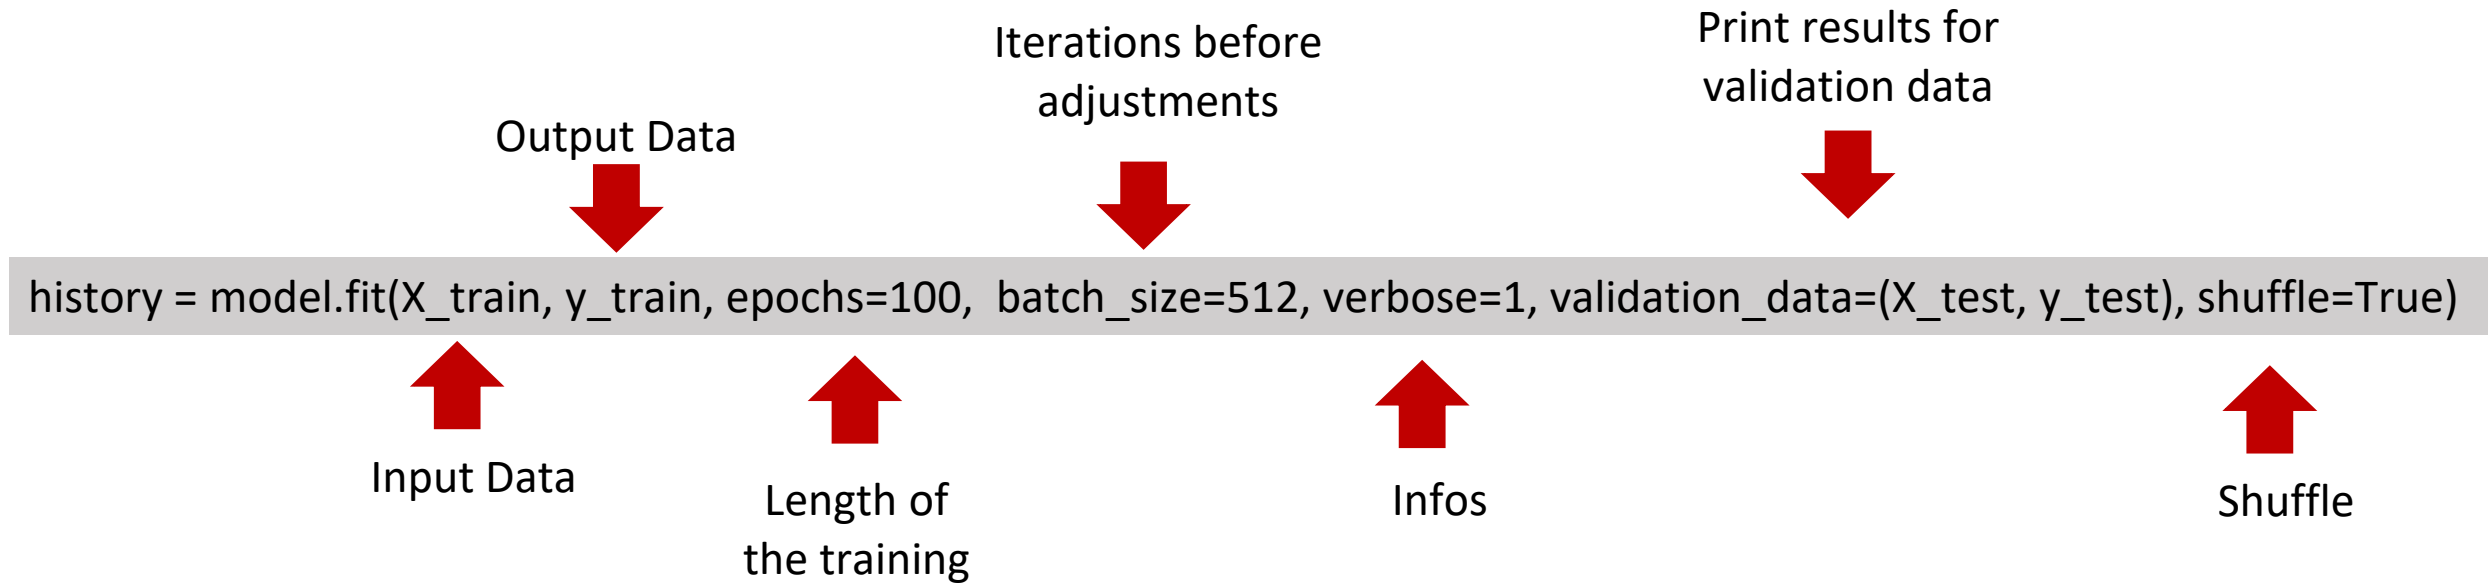 Iterations before
adjustments
Print results for
validation data
Output Data
history = model.fit(X_train, y_train, epochs=100,  batch_size=512, verbose=1, validation_data=(X_test, y_test), shuffle=True)
Input Data
Length of
the training
Infos
Shuffle